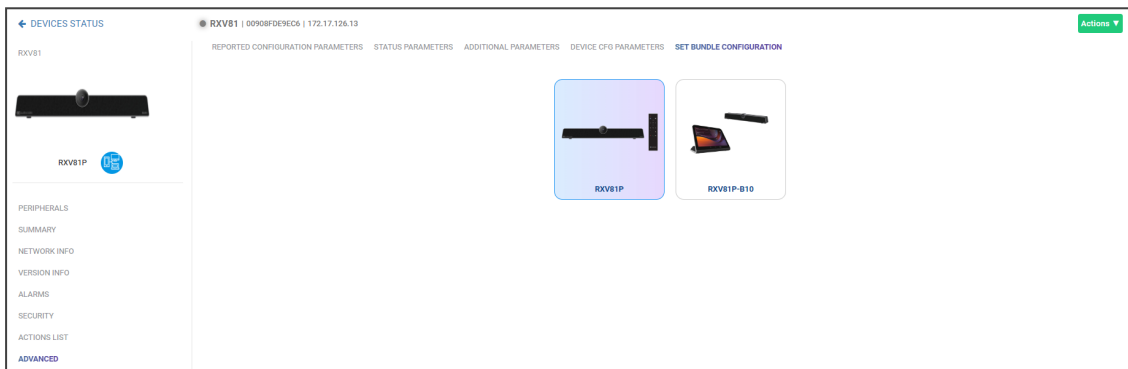 ← DEVICES STATUS
RXV81 | 00908FDE9EC6 | 172.17.126.13
Actions ▼
RXV81
REPORTED CONFIGURATION PARAMETERS STATUS PARAMETERS ADDITIONAL PARAMETERS DEVICE CFG PARAMETERS SET BUNDLE CONFIGURATION
RXV81P
RXV81P
RXV81P-B10
PERIPHERALS
SUMMARY
NETWORK INFO
VERSION INFO
ALARMS
SECURITY
ACTIONS LIST
ADVANCED